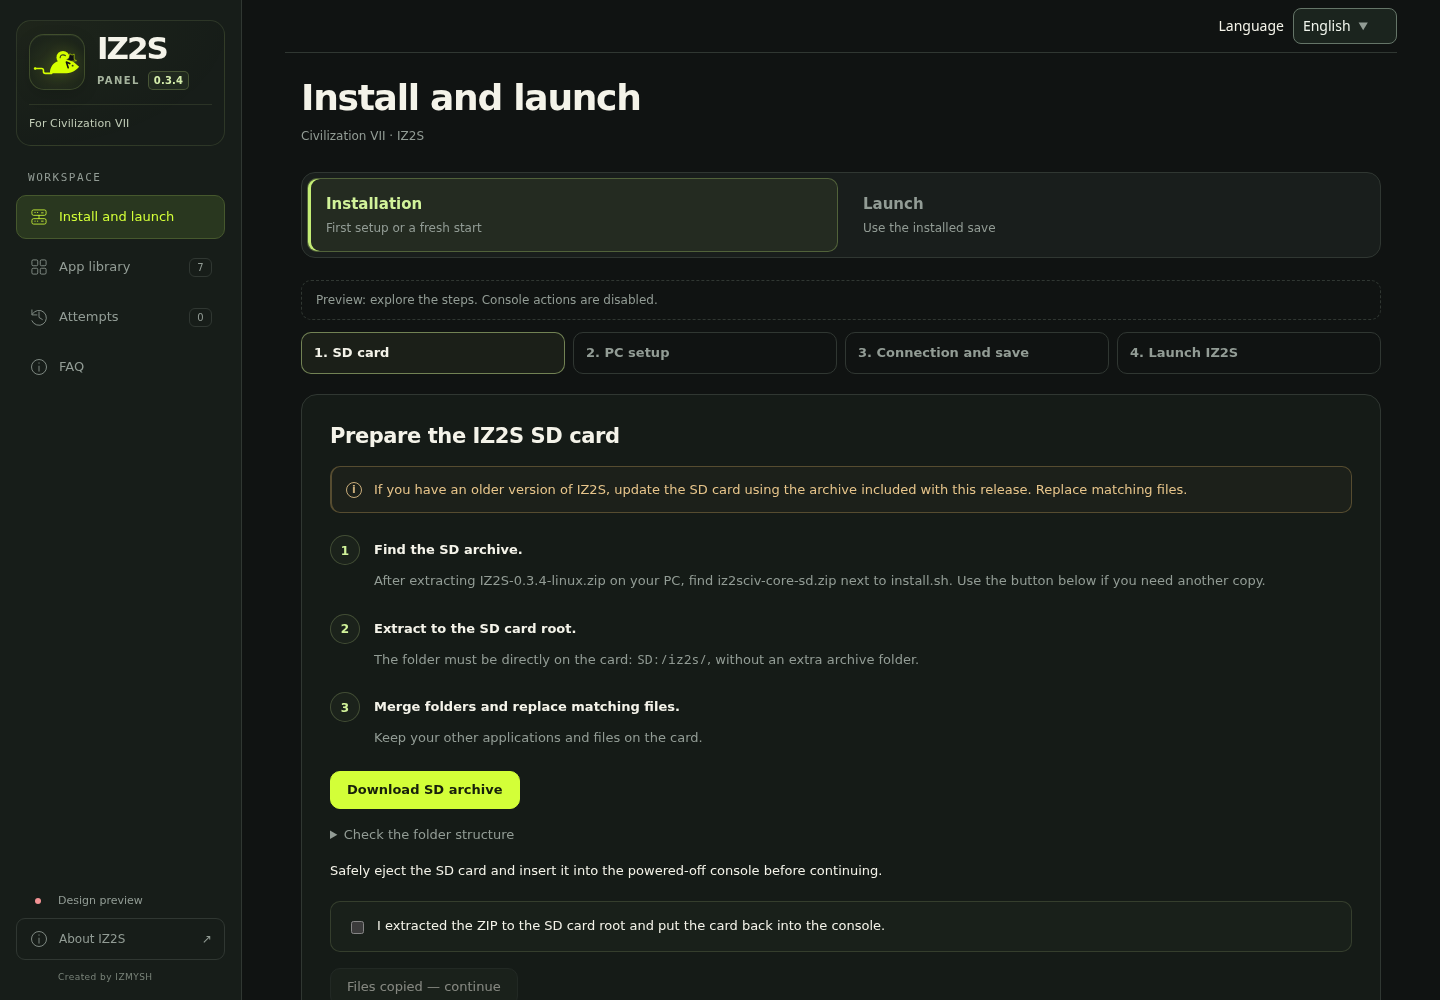 IZ2S
PANEL 0.3.4
For Civilization VII
WORKSPACE
Install and launch
App library 7
Attempts 0
FAQ
Design preview
About IZ2S ↗
Created by IZMYSH
Language English ▼
Install and launch
Civilization VII · IZ2S
Installation
First setup or a fresh start
Launch
Use the installed save
Preview: explore the steps. Console actions are disabled.
1. SD card
2. PC setup
3. Connection and save
4. Launch IZ2S
Prepare the IZ2S SD card
If you have an older version of IZ2S, update the SD card using the archive included with this release. Replace matching files.
1 Find the SD archive.
After extracting IZ2S-0.3.4-linux.zip on your PC, find iz2sciv-core-sd.zip next to install.sh. Use the button below if you need another copy.
2 Extract to the SD card root.
The folder must be directly on the card: SD:/iz2s/, without an extra archive folder.
3 Merge folders and replace matching files.
Keep your other applications and files on the card.
Download SD archive
▶ Check the folder structure
Safely eject the SD card and insert it into the powered-off console before continuing.
I extracted the ZIP to the SD card root and put the card back into the console.
Files copied — continue